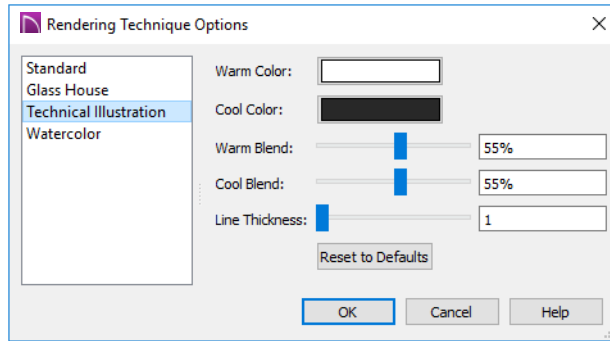 Rendering Technique Options
Standard
Glass House
Technical Illustration
Watercolor
Warm Color:
Cool Color:
Warm Blend: 55%
Cool Blend: 55%
Line Thickness: 1
Reset to Defaults
OK Cancel Help